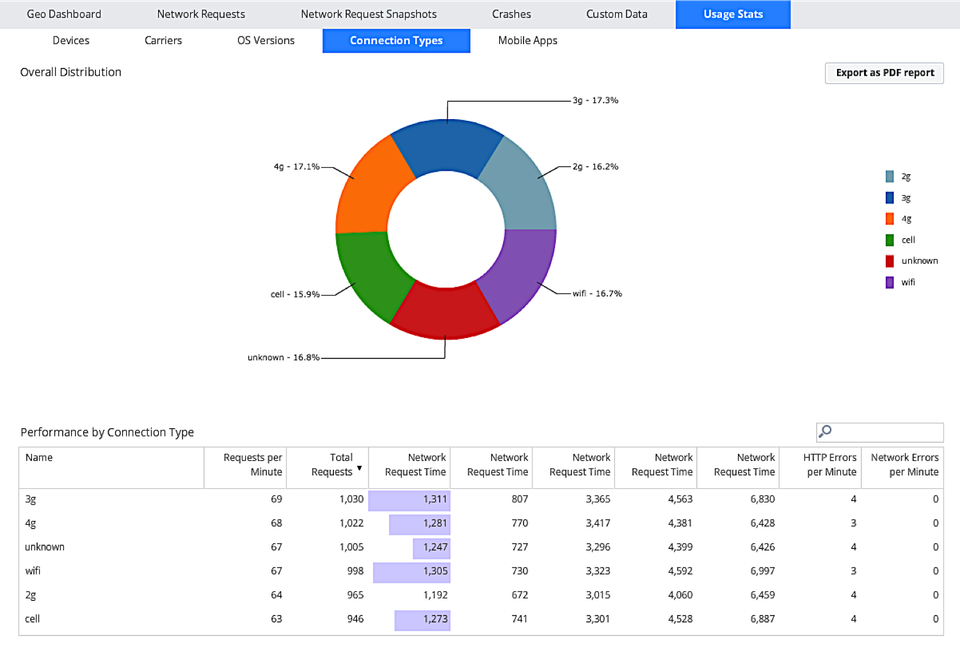 Geo Dashboard Network Requests Network Request Snapshots Crashes Custom Data Usage Stats
Devices Carriers OS Versions Connection Types Mobile Apps
Overall Distribution Export as PDF report
3g - 17.3%
4g - 17.1% 2g - 16.2%
cell - 15.9% wifi - 16.7%
unknown - 16.8%
2g
3g
4g
cell
unknown
wifi
Performance by Connection Type
Name Requests per Minute Total Requests ▼ Network Request Time Network Request Time Network Request Time Network Request Time Network Request Time HTTP Errors per Minute Network Errors per Minute
3g 69 1,030 1,311 807 3,365 4,563 6,830 4 0
4g 68 1,022 1,281 770 3,417 4,381 6,428 3 0
unknown 67 1,005 1,247 727 3,296 4,399 6,426 4 0
wifi 67 998 1,305 730 3,323 4,592 6,997 3 0
2g 64 965 1,192 672 3,015 4,060 6,459 4 0
cell 63 946 1,273 741 3,301 4,528 6,887 4 0